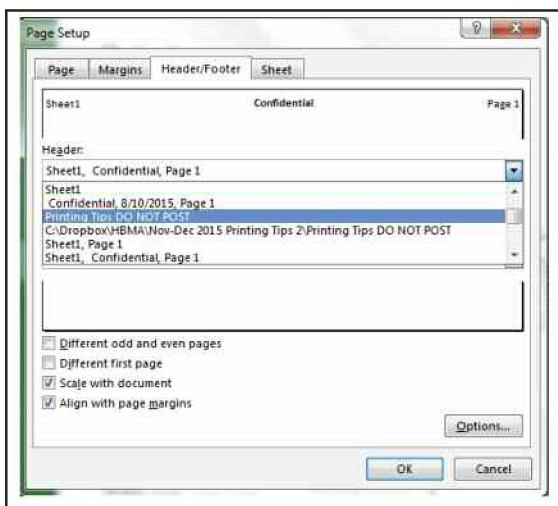 Page Setup
Page Margins Header/Footer Sheet
Sheet1 Confidential Page 1
Header:
Sheet1, Confidential, Page 1
Sheet1
Confidential, 8/10/2015, Page 1
Printing Tips DO NOT POST
C:\Dropbox\HBMA\Nov-Dec 2015 Printing Tips 2\Printing Tips DO NOT POST
Sheet1, Page 1
Sheet1, Confidential, Page 1
Different odd and even pages
Different first page
Scale with document
Align with page margins
Options...
OK Cancel